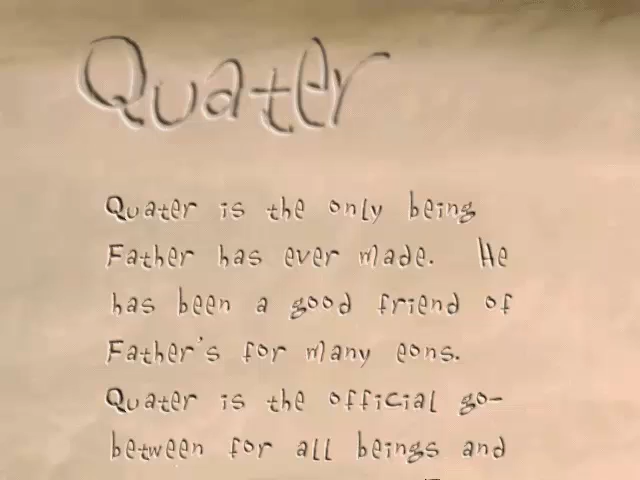 Quater
Quater is the only being
Father has ever made. He
has been a good friend of
Father's for many eons.
Quater is the official go-
between for all beings and